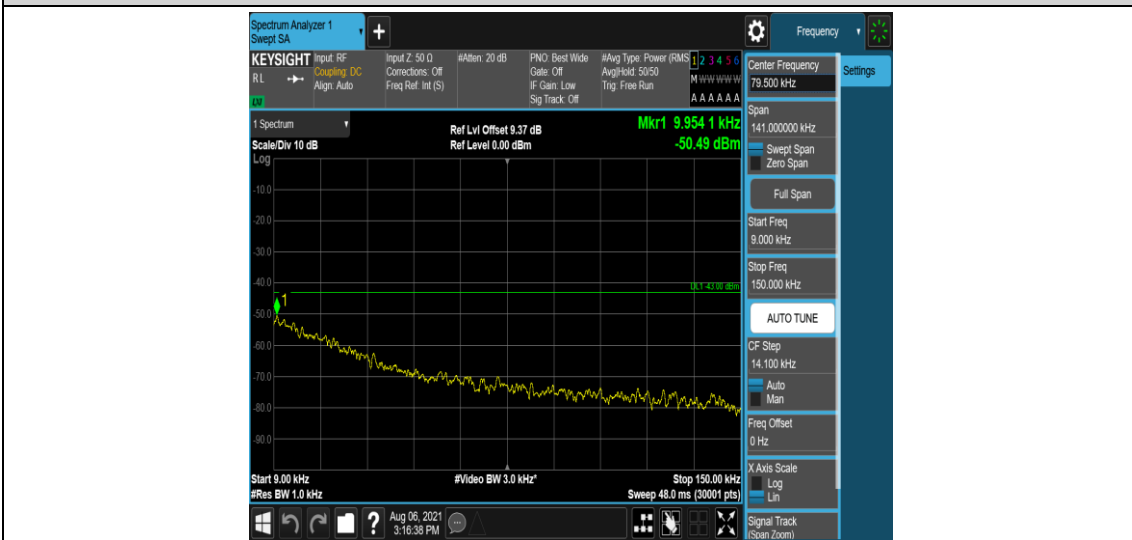 Spectrum Analyzer 1
Swept SA
+
Frequency
KEYSIGHT
Input: RF
Coupling: DC
Align: Auto
Input Z: 50 Ω
Corrections: Off
Freq Ref: Int (S)
#Atten: 20 dB
PNO: Best Wide
Gate: Off
IF Gain: Low
Sig Track: Off
#Avg Type: Power (RMS
Avg|Hold: 50/50
Trig: Free Run
1 2 3 4 5 6
M W W W W W
A A A A A A
R L
LXI
1 Spectrum
Scale/Div 10 dB
Log
Ref Lvl Offset 9.37 dB
Ref Level 0.00 dBm
Mkr1 9.954 1 kHz
-50.49 dBm
-10.0
-20.0
-30.0
-40.0
DL1 -43.00 dBm
1
-50.0
-60.0
-70.0
-80.0
-90.0
Start 9.00 kHz
#Res BW 1.0 kHz
#Video BW 3.0 kHz*
Stop 150.00 kHz
Sweep 48.0 ms (30001 pts)
?
Aug 06, 2021
3:16:38 PM
Center Frequency
79.500 kHz
Settings
Span
141.000000 kHz
Swept Span
Zero Span
Full Span
Start Freq
9.000 kHz
Stop Freq
150.000 kHz
AUTO TUNE
CF Step
14.100 kHz
Auto
Man
Freq Offset
0 Hz
X Axis Scale
Log
Lin
Signal Track
(Span Zoom)